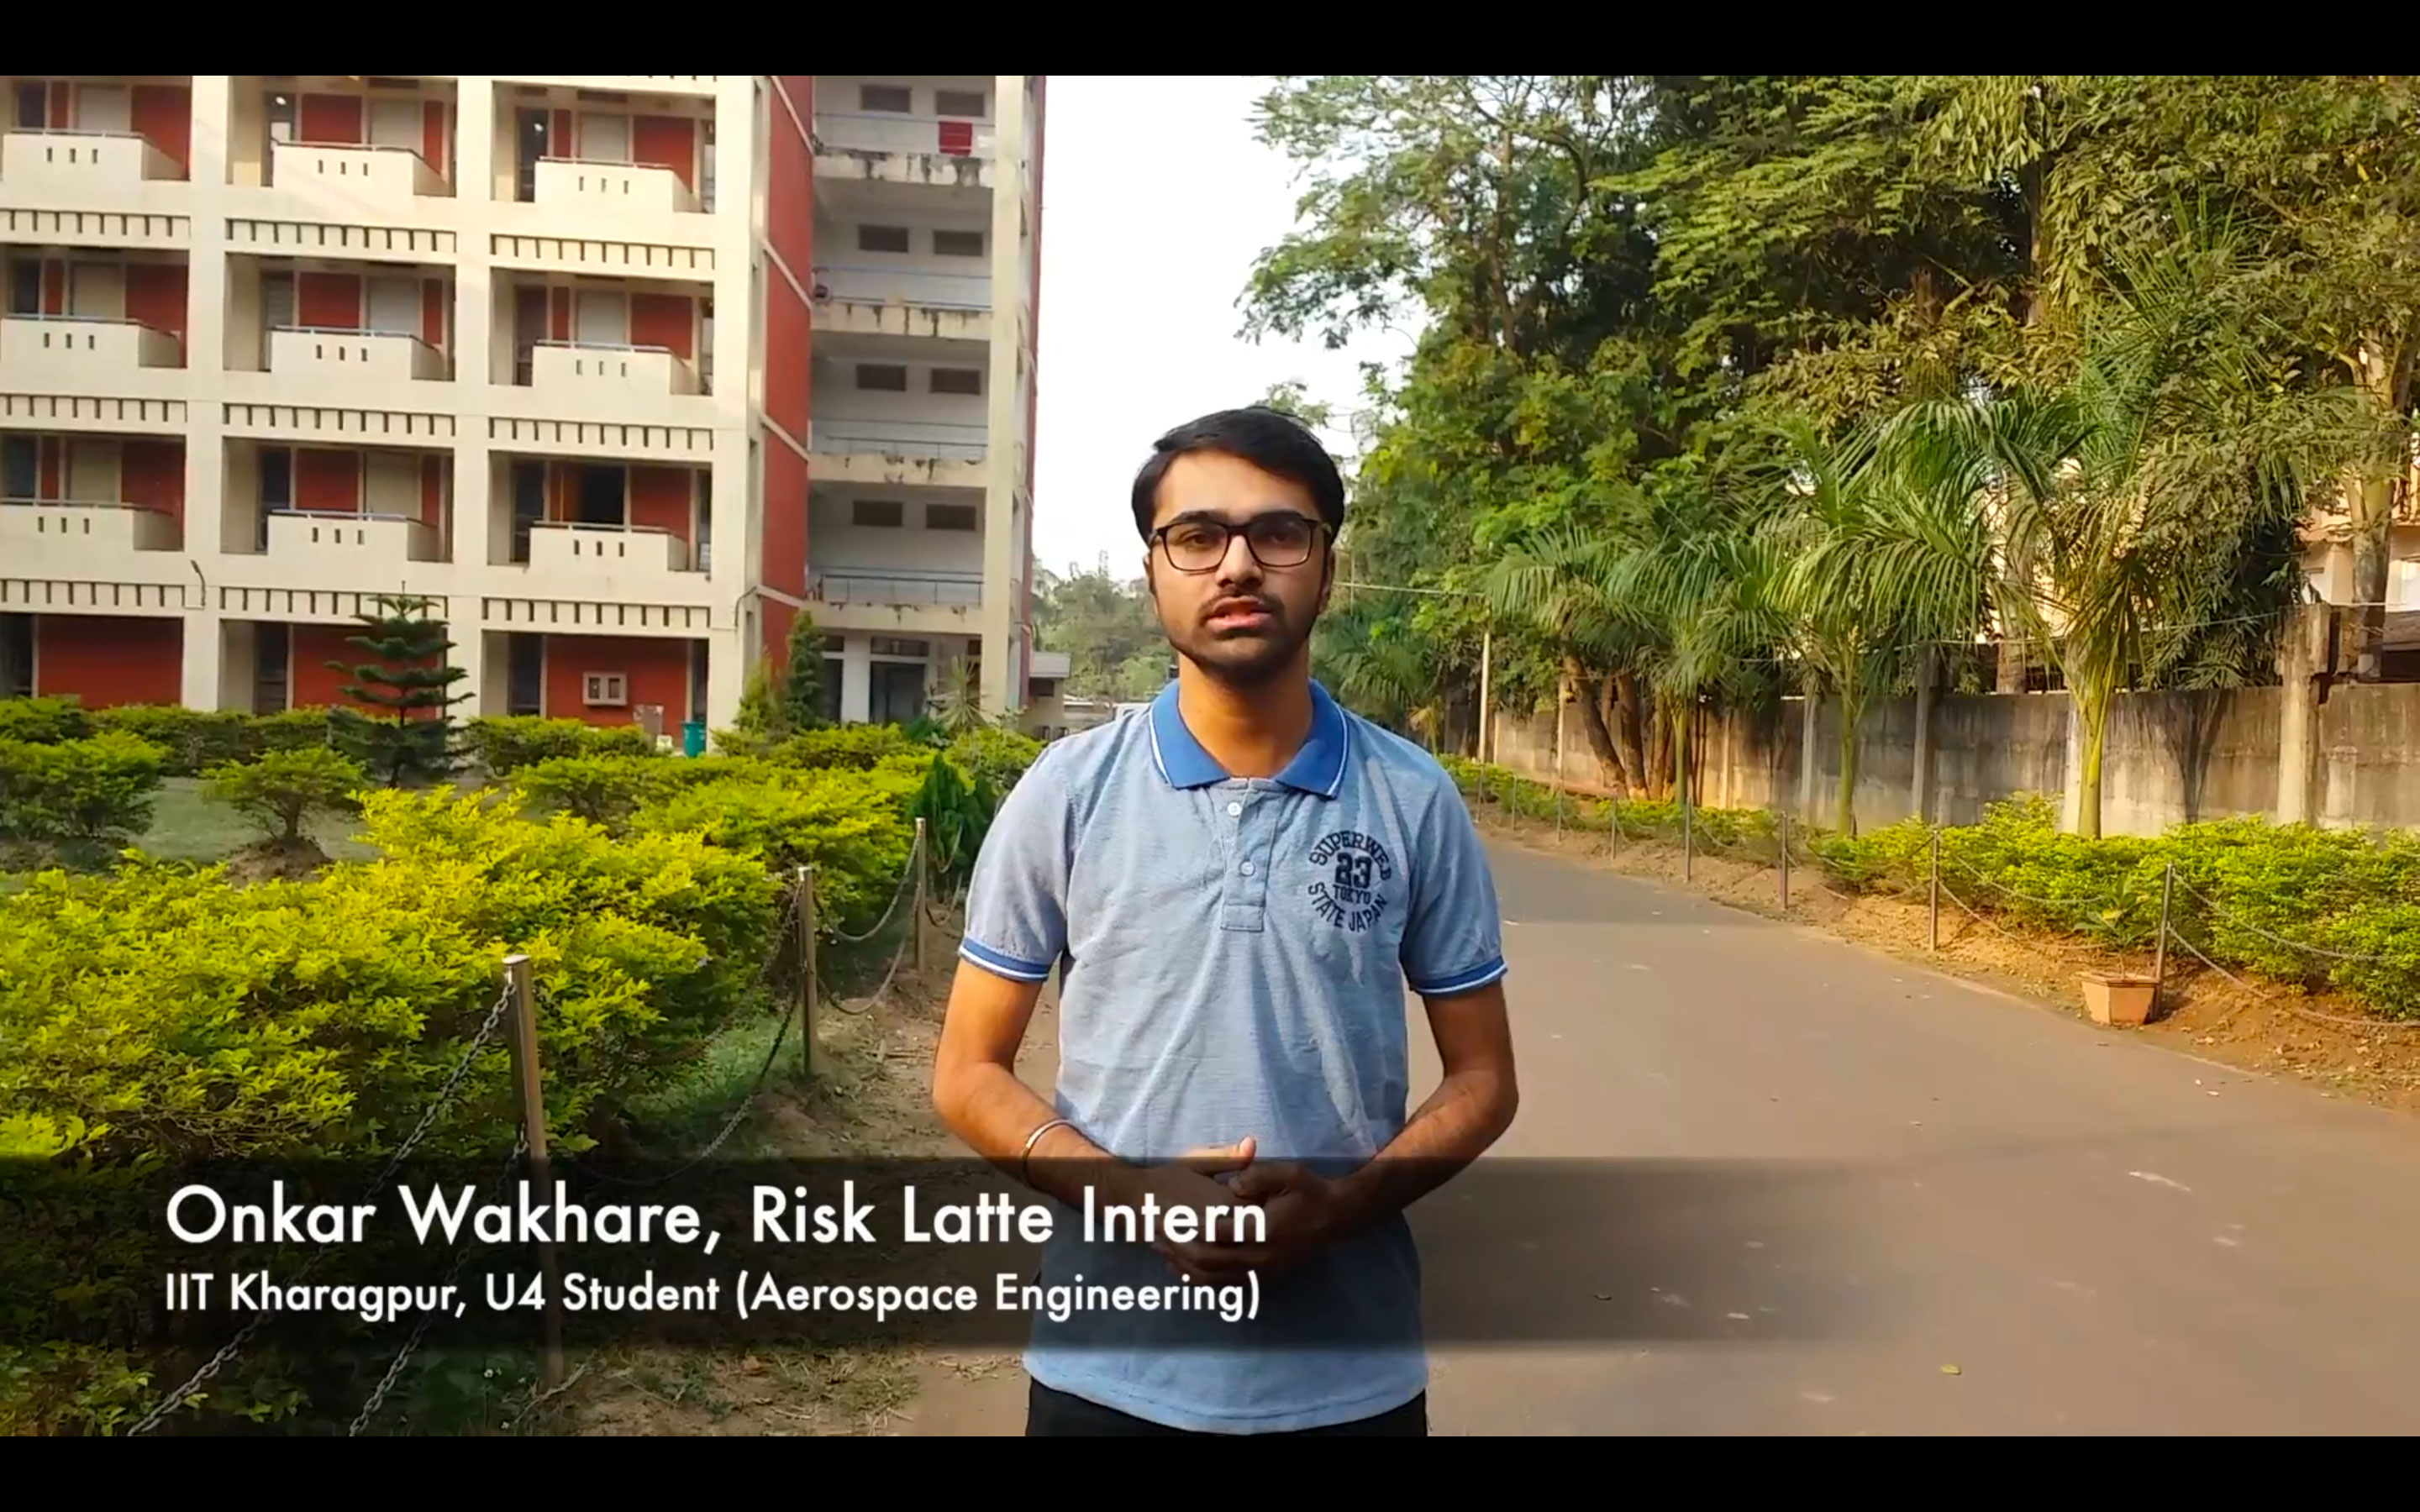 SUPERWEB
23
TOKYO
STATE JAPAN
Onkar Wakhare, Risk Latte Intern
IIT Kharagpur, U4 Student (Aerospace Engineering)